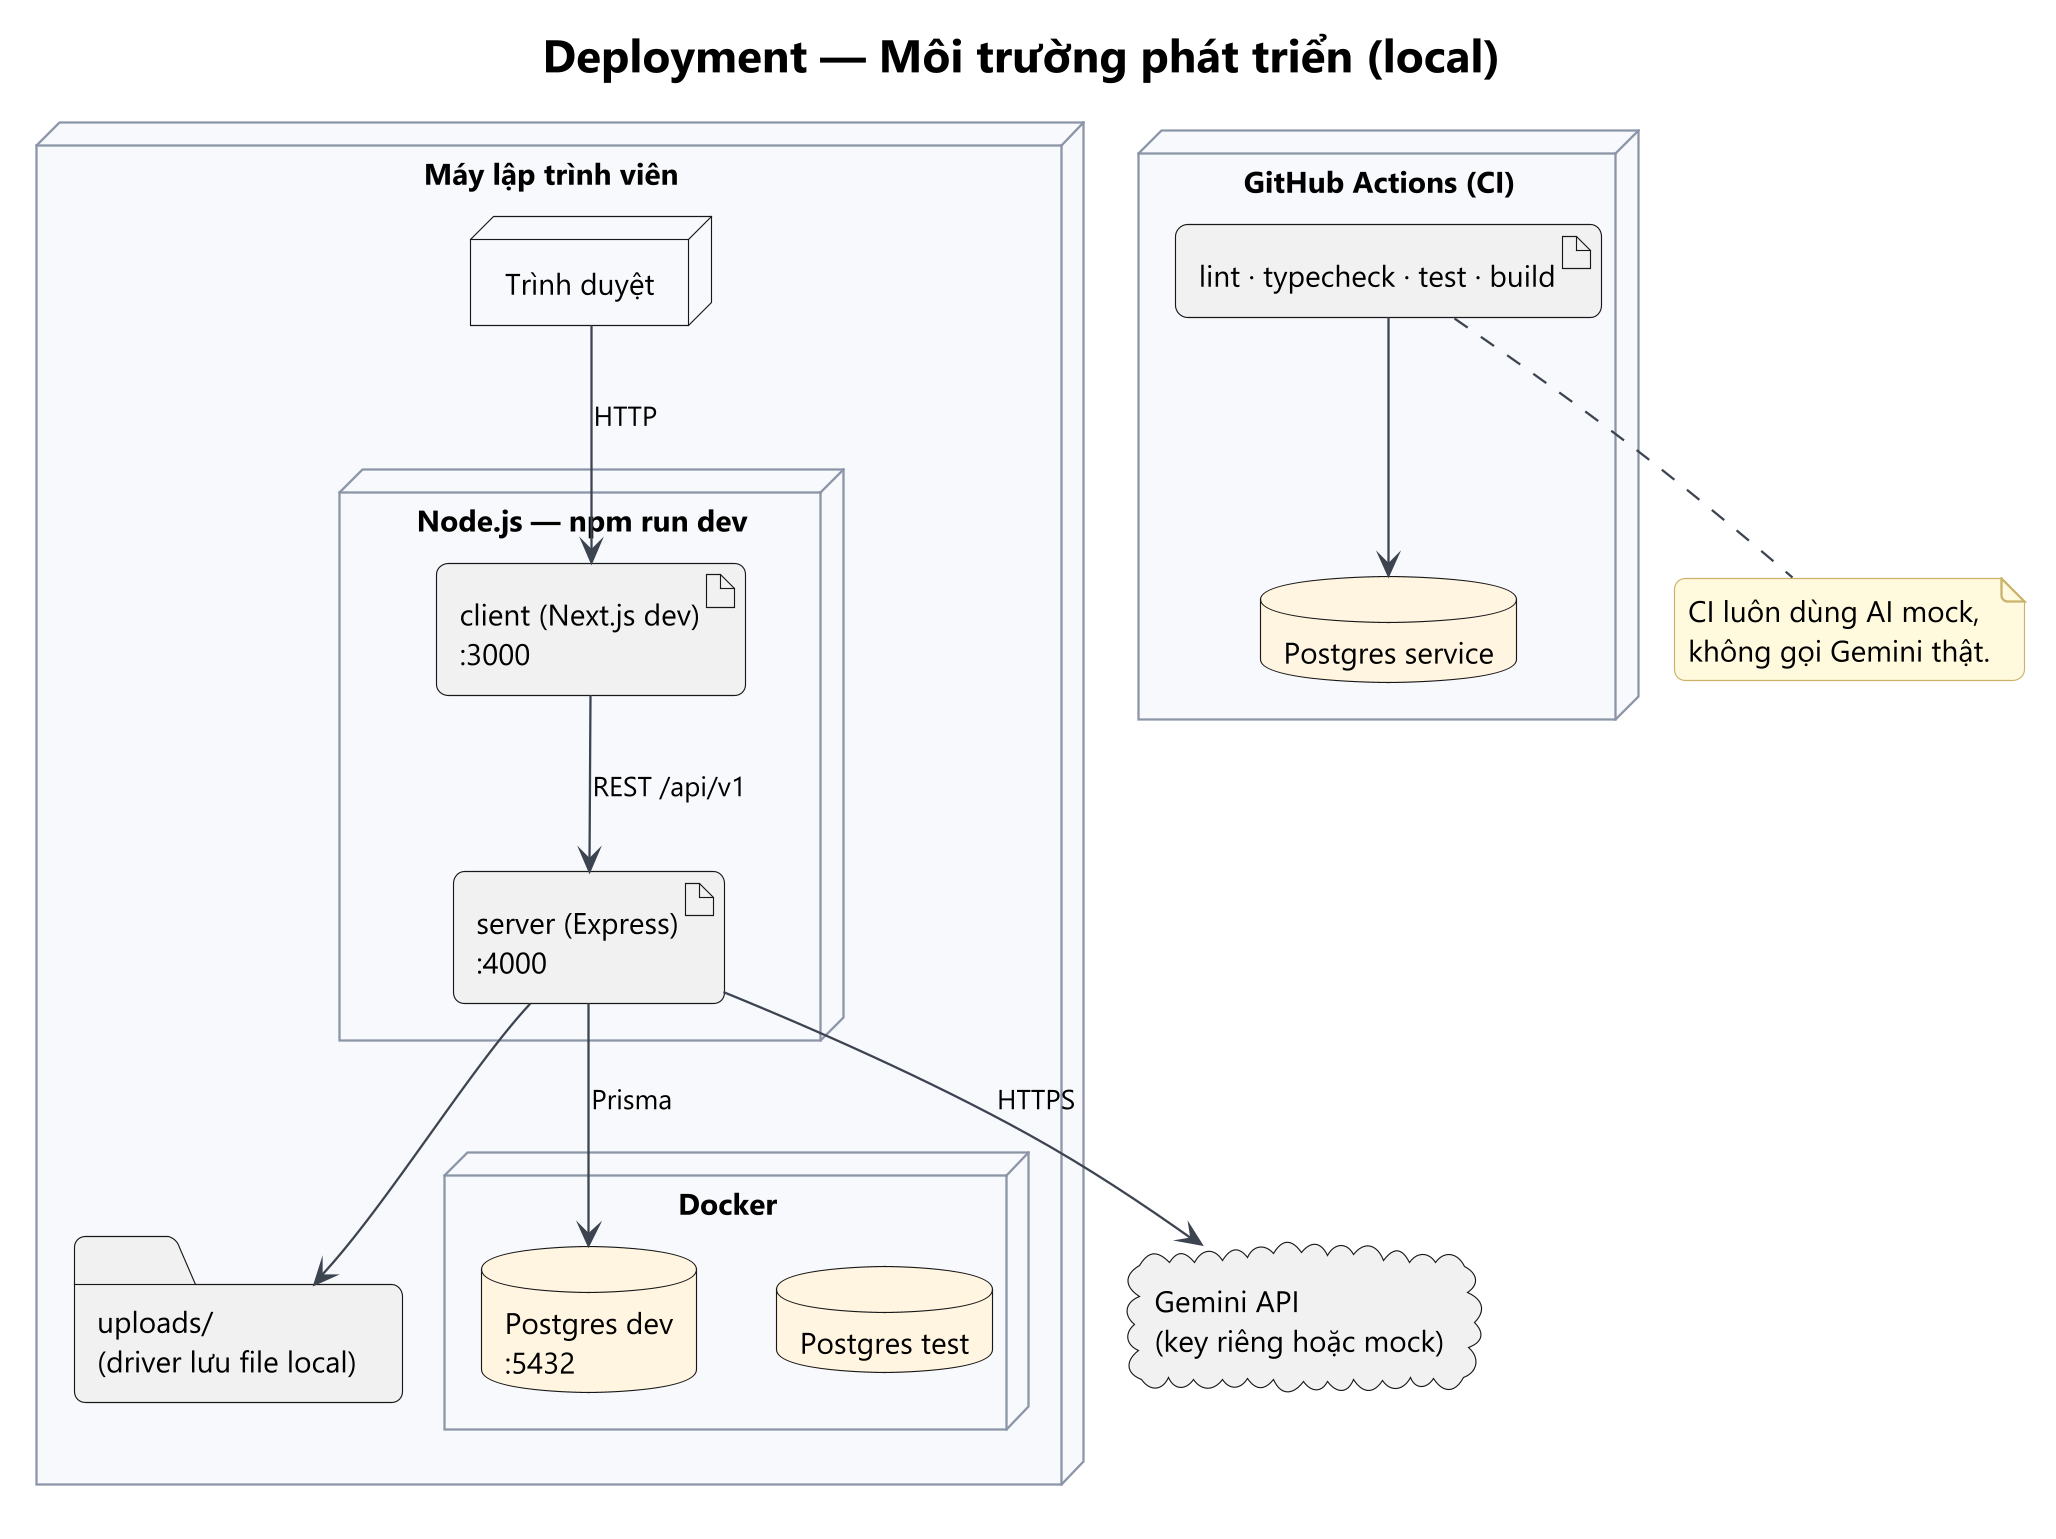 Deployment — Môi trường phát triển (local)
Máy lập trình viên
Trình duyệt
HTTP
Node.js — npm run dev
client (Next.js dev)
:3000
REST /api/v1
server (Express)
:4000
Prisma
HTTPS
Docker
uploads/
(driver lưu file local)
Postgres dev
:5432
Postgres test
Gemini API
(key riêng hoặc mock)
GitHub Actions (CI)
lint · typecheck · test · build
Postgres service
CI luôn dùng AI mock,
không gọi Gemini thật.